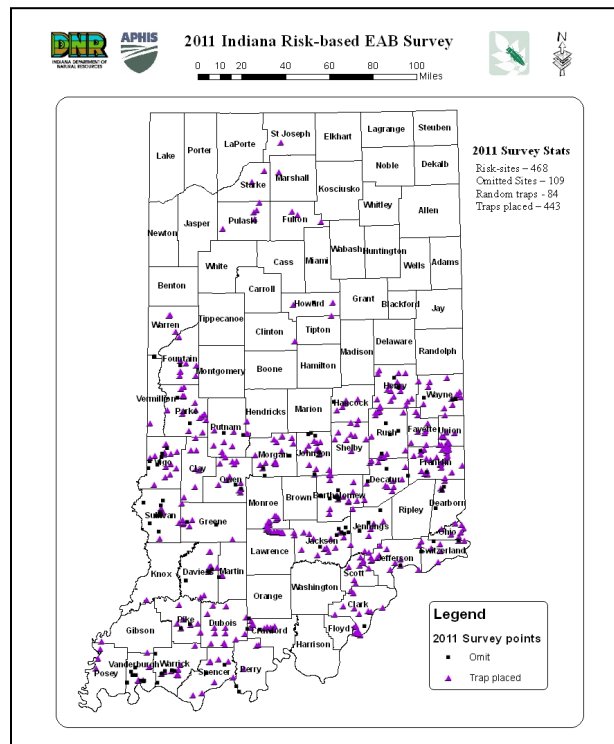 DNR
INDIANA DEPARTMENT OF
NATURAL RESOURCES
APHIS
2011 Indiana Risk-based EAB Survey
0 10 20 40 60 80 100
Miles
N
2011 Survey Stats
Risk-sites – 468
Omitted Sites – 109
Random traps - 84
Traps placed – 443
Lake
Porter
LaPorte
St Joseph
Elkhart
Lagrange
Steuben
Noble
Dekalb
Starke
Marshall
Kosciusko
Whitley
Allen
Newton
Jasper
Pulaski
Fulton
Wabash
Huntington
Wells
Adams
Benton
White
Cass
Miami
Carroll
Howard
Grant
Blackford
Jay
Warren
Tippecanoe
Clinton
Tipton
Madison
Delaware
Randolph
Fountain
Montgomery
Boone
Hamilton
Henry
Wayne
Vermillion
Parke
Putnam
Hendricks
Marion
Hancock
Rush
Fayette
Union
Shelby
Vigo
Clay
Owen
Morgan
Johnson
Decatur
Franklin
Sullivan
Greene
Monroe
Brown
Bartholomew
Jennings
Ripley
Dearborn
Ohio
Switzerland
Knox
Daviess
Martin
Lawrence
Jackson
Jefferson
Scott
Orange
Washington
Clark
Gibson
Pike
Dubois
Crawford
Harrison
Floyd
Posey
Vanderburgh
Warrick
Spencer
Perry
Legend
2011 Survey points
Omit
Trap placed